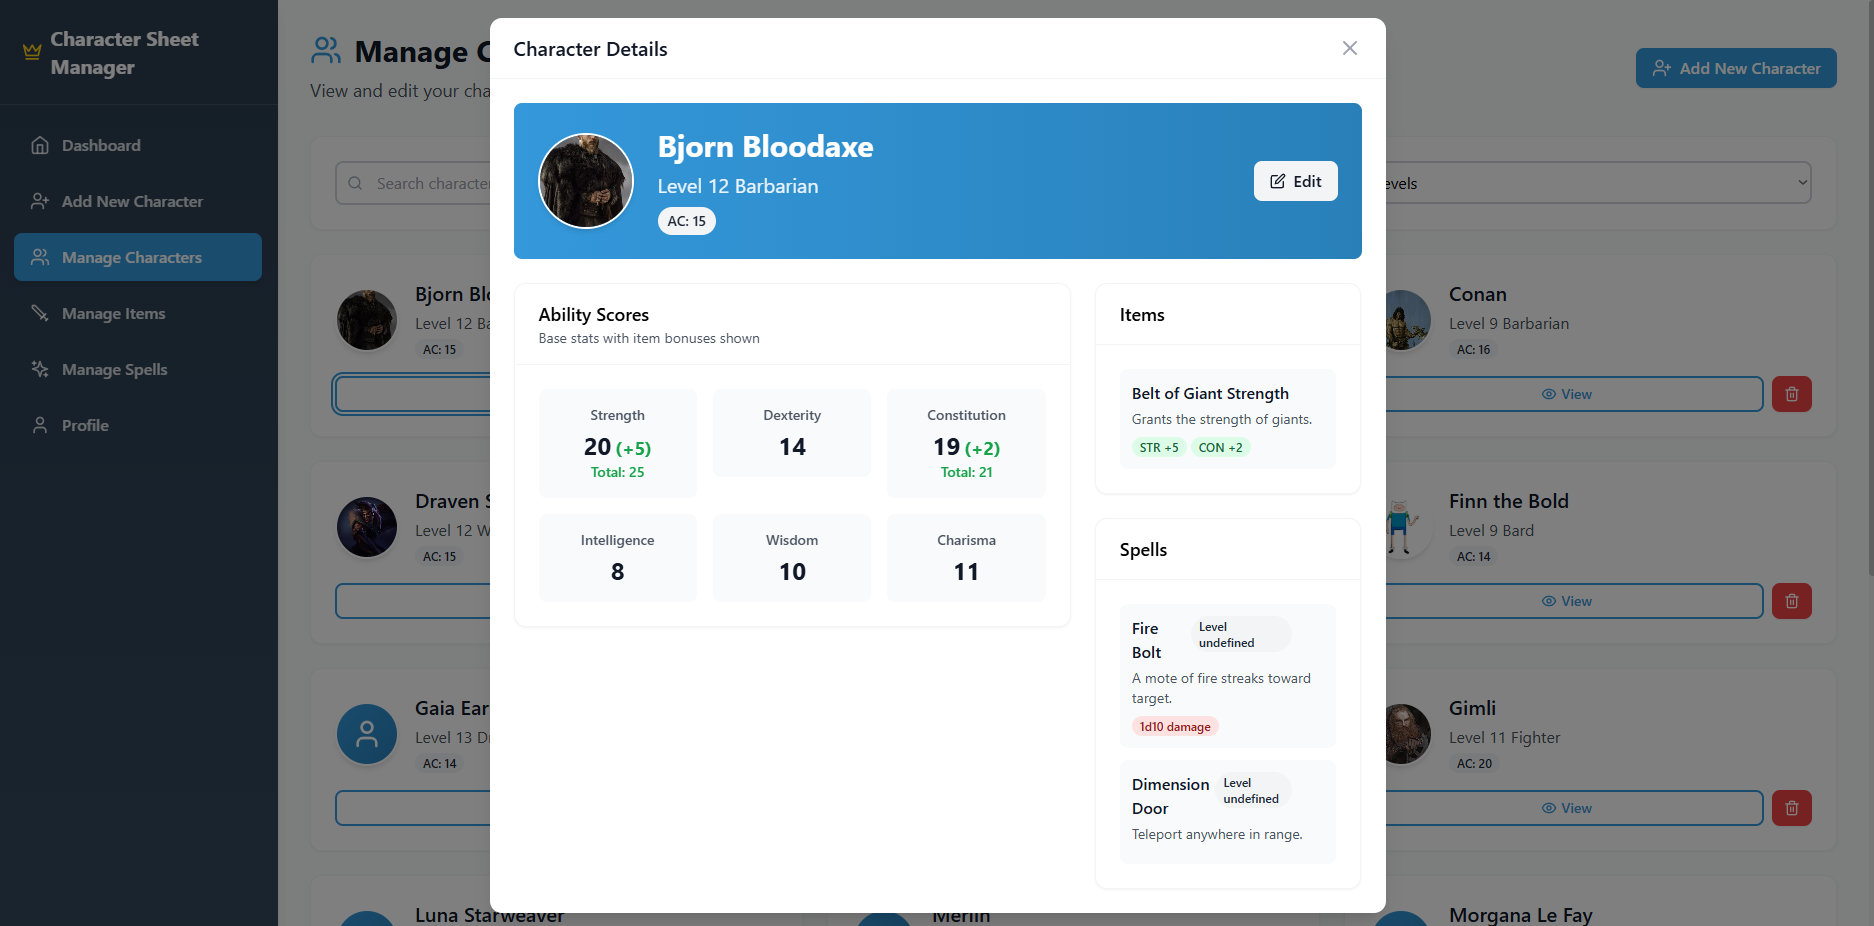 Character Sheet
Manager
Dashboard
Add New Character
Manage Characters
Manage Items
Manage Spells
Profile
Manage C
View and edit your cha
Add New Character
Search character
evels
Bjorn Blo
Level 12 Ba
AC: 15
Draven S
Level 12 W
AC: 15
Gaia Ear
Level 13 Dr
AC: 14
Luna Starweaver
Merlin
Conan
Level 9 Barbarian
AC: 16
View
Finn the Bold
Level 9 Bard
AC: 14
View
Gimli
Level 11 Fighter
AC: 20
View
Morgana Le Fay
Character Details
Bjorn Bloodaxe
Level 12 Barbarian
AC: 15
Edit
Ability Scores
Base stats with item bonuses shown
Strength
20 (+5)
Total: 25
Dexterity
14
Constitution
19 (+2)
Total: 21
Intelligence
8
Wisdom
10
Charisma
11
Items
Belt of Giant Strength
Grants the strength of giants.
STR +5 CON +2
Spells
Fire
Bolt
Level
undefined
A mote of fire streaks toward
target.
1d10 damage
Dimension
Door
Level
undefined
Teleport anywhere in range.